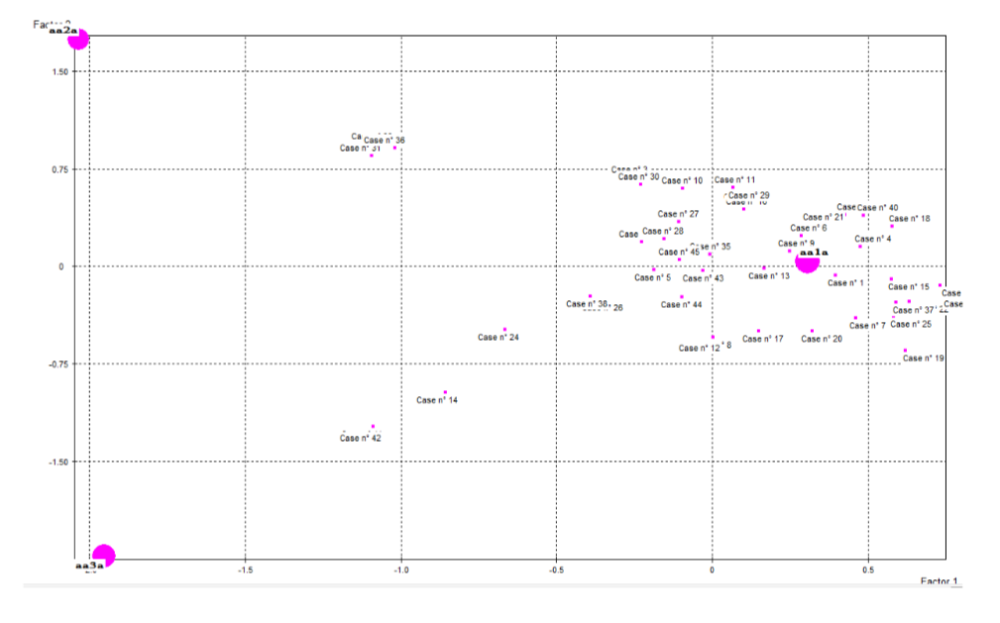 aa2a
1.50
Case n° 36
Case n° 31
0.75
Case n° 30
Case n° 10
Case n° 11
Case n° 29
Case n° 40
Case n° 21
Case n° 18
Case n° 27
Case n° 6
Case
Case n° 28
Case n° 4
Case n° 9
Case n° 45
35
aa1a
0
Case n° 5
Case n° 43
Case n° 13
Case n° 1
Case n° 15
Case
Case n° 38
26
Case n° 44
Case n° 37
Case
Case n° 7
Case n° 25
Case n° 24
Case n° 12
8
Case n° 17
Case n° 20
Case n° 19
-0.75
Case n° 14
Case n° 42
-1.50
aa3a
-1.5
-1.0
-0.5
0
0.5
Factor 1